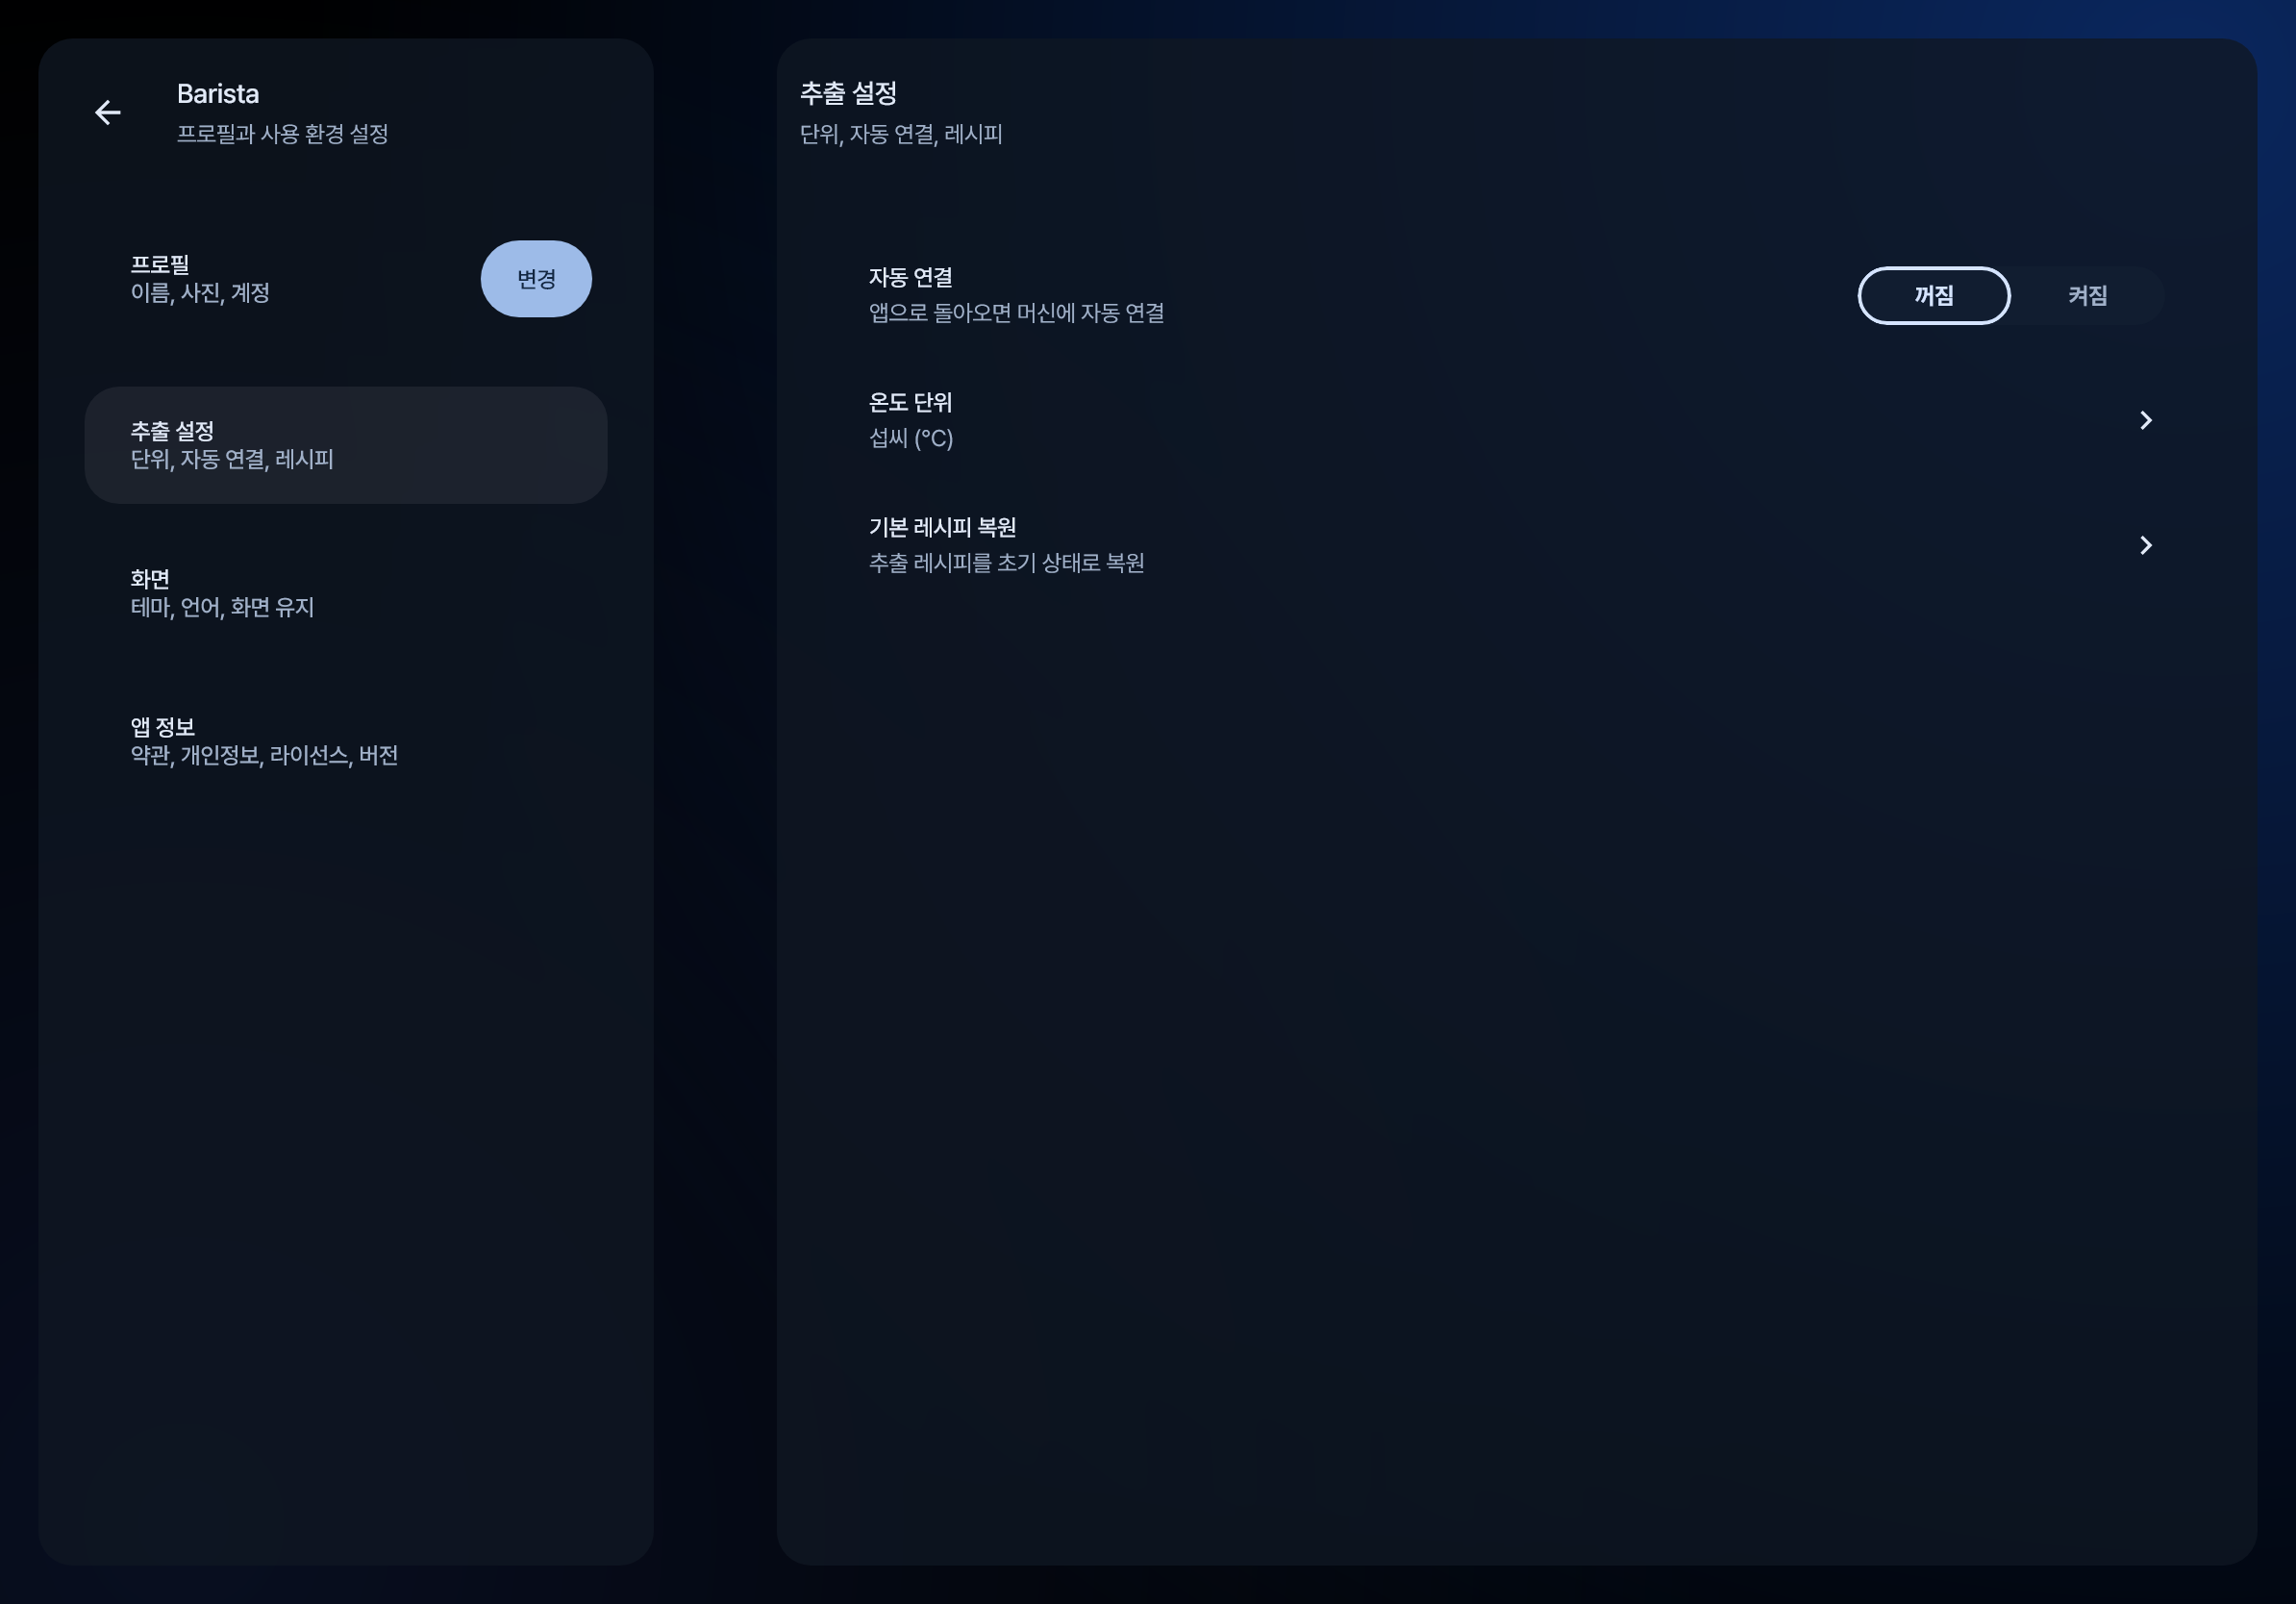 Barista
프로필과 사용 환경 설정
프로필
이름, 사진, 계정
변경
추출 설정
단위, 자동 연결, 레시피
화면
테마, 언어, 화면 유지
앱 정보
약관, 개인정보, 라이선스, 버전
추출 설정
단위, 자동 연결, 레시피
자동 연결
앱으로 돌아오면 머신에 자동 연결
꺼짐
켜짐
온도 단위
섭씨 (°C)
기본 레시피 복원
추출 레시피를 초기 상태로 복원